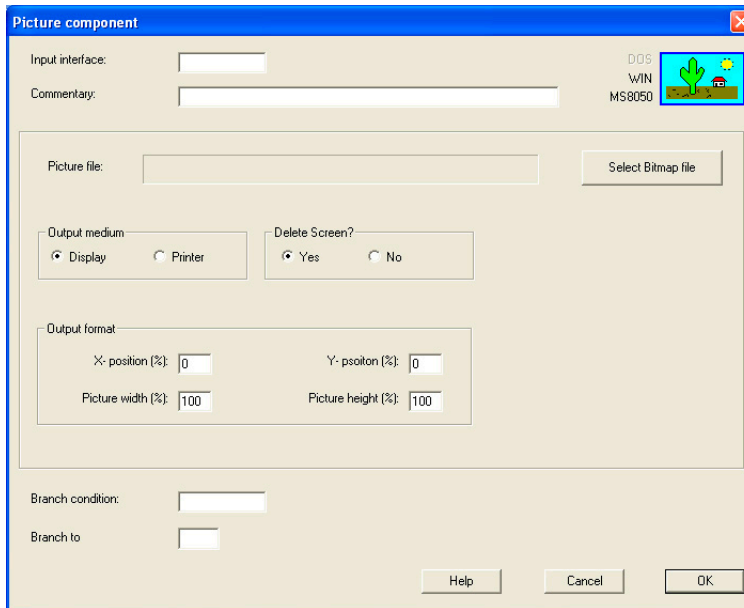 Picture component
Input interface:
DOS
WIN
Commentary:
MS8050
Picture file:
Select Bitmap file
Output medium
Delete Screen?
Display Printer
Yes No
Output format
X- position (%): 0 Y- psoiton (%): 0
Picture width (%): 100 Picture height (%): 100
Branch condition:
Branch to
Help Cancel OK